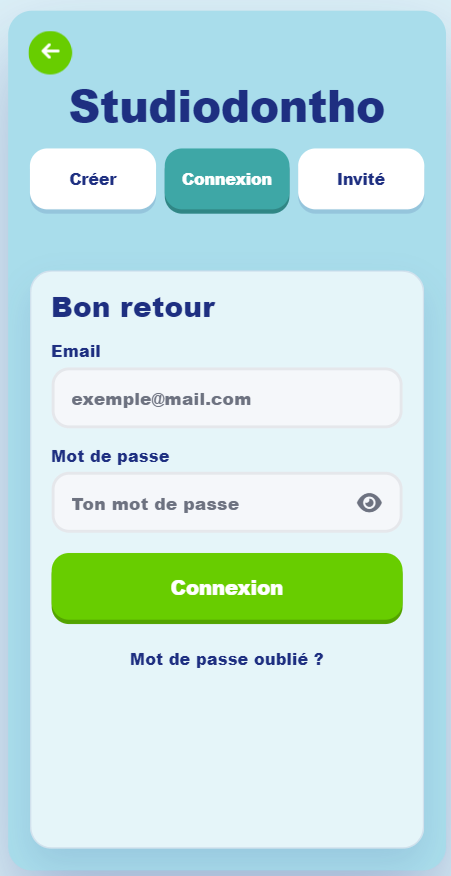 Studiodontho
Créer
Connexion
Invité
Bon retour
Email
exemple@mail.com
Mot de passe
Ton mot de passe
Connexion
Mot de passe oublié ?